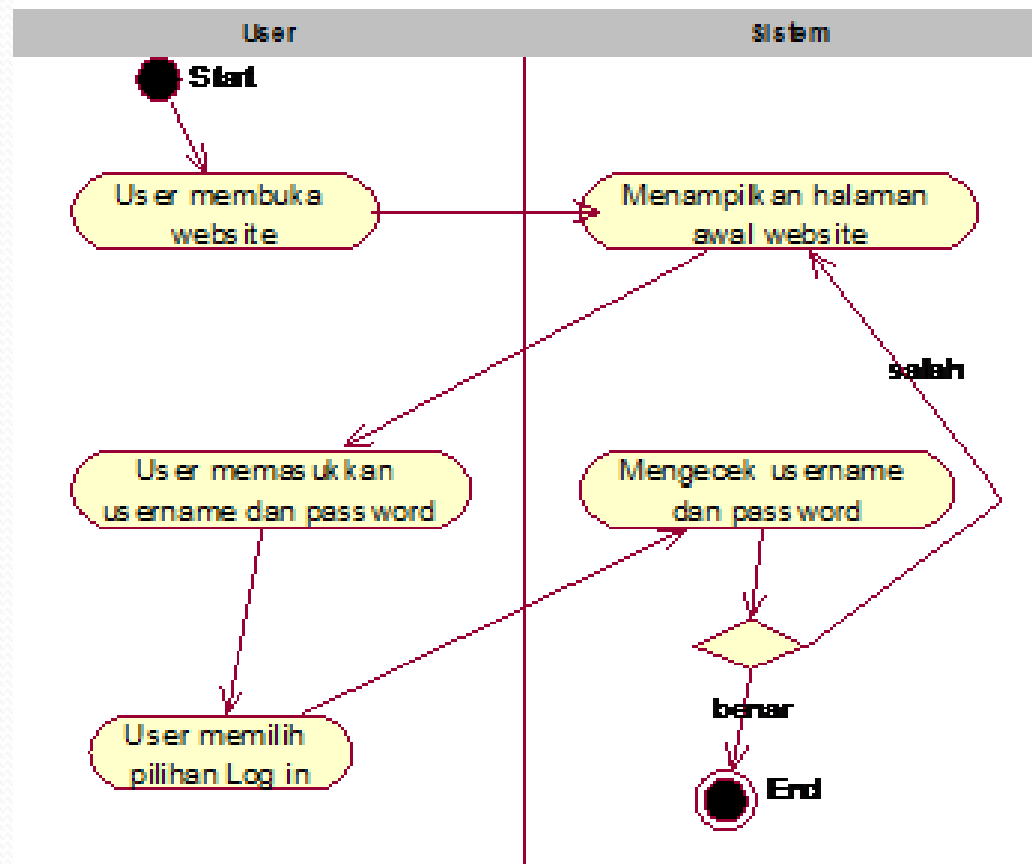 User
Sistem
Start
User membuka
website
Menampilkan halaman
awal website
salah
User memasukkan
username dan password
Mengecek username
dan password
benar
User memilih
pilihan Log in
End